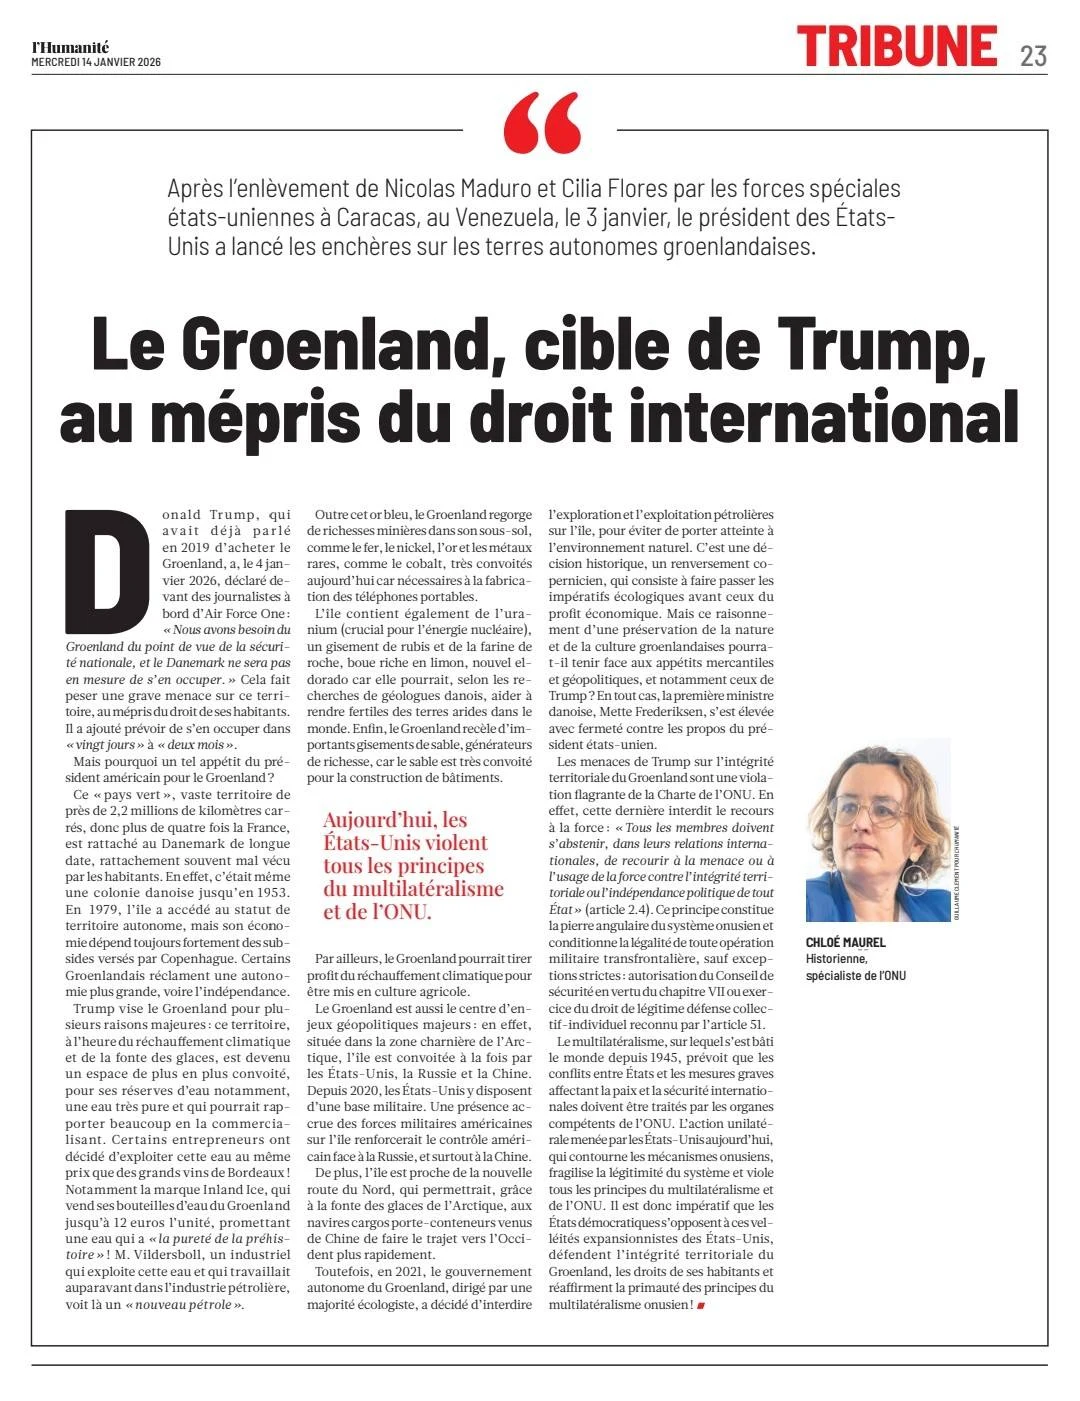 l'Humanité
MERCREDI 14 JANVIER 2026
TRIBUNE 23
“
Après l'enlèvement de Nicolas Maduro et Cilia Flores par les forces spéciales
états-uniennes à Caracas, au Venezuela, le 3 janvier, le président des États-
Unis a lancé les enchères sur les terres autonomes groenlandaises.
Le Groenland, cible de Trump,
au mépris du droit international
Donald Trump, qui
avait déjà parlé
en 2019 d'acheter le
Groenland, a, le 4 jan-
vier 2026, déclaré de-
vant des journalistes à
bord d'Air Force One :
« Nous avons besoin du
Groenland du point de vue de la sécuri-
té nationale, et le Danemark ne sera pas
en mesure de s'en occuper. » Cela fait
peser une grave menace sur ce terri-
toire, au mépris du droit de ses habitants.
Il a ajouté prévoir de s'en occuper dans
« vingt jours » à « deux mois ».
Mais pourquoi un tel appétit du pré-
sident américain pour le Groenland ?
Ce « pays vert », vaste territoire de
près de 2,2 millions de kilomètres car-
rés, donc plus de quatre fois la France,
est rattaché au Danemark de longue
date, rattachement souvent mal vécu
par les habitants. En effet, c'était même
une colonie danoise jusqu'en 1953.
En 1979, l'île a accédé au statut de
territoire autonome, mais son écono-
mie dépend toujours fortement des sub-
sides versés par Copenhague. Certains
Groenlandais réclament une autono-
mie plus grande, voire l'indépendance.
Trump vise le Groenland pour plu-
sieurs raisons majeures : ce territoire,
à l'heure du réchauffement climatique
et de la fonte des glaces, est devenu
un espace de plus en plus convoité,
pour ses réserves d'eau notamment,
une eau très pure et qui pourrait rap-
porter beaucoup en la commercia-
lisant. Certains entrepreneurs ont
décidé d'exploiter cette eau au même
prix que des grands vins de Bordeaux !
Notamment la marque Inland Ice, qui
vend ses bouteilles d'eau du Groenland
jusqu'à 12 euros l'unité, promettant
une eau qui a « la pureté de la préhis-
toire » ! M. Vildersboll, un industriel
qui exploite cette eau et qui travaillait
auparavant dans l'industrie pétrolière,
voit là un « nouveau pétrole ».
Outre cet or bleu, le Groenland regorge
de richesses minières dans son sous-sol,
comme le fer, le nickel, l'or et les métaux
rares, comme le cobalt, très convoités
aujourd'hui car nécessaires à la fabrica-
tion des téléphones portables.
L'île contient également de l'ura-
nium (crucial pour l'énergie nucléaire),
un gisement de rubis et de la farine de
roche, boue riche en limon, nouvel el-
dorado car elle pourrait, selon les re-
cherches de géologues danois, aider à
rendre fertiles des terres arides dans le
monde. Enfin, le Groenland recèle d'im-
portants gisements de sable, générateurs
de richesse, car le sable est très convoité
pour la construction de bâtiments.
Aujourd'hui, les
États-Unis violent
tous les principes
du multilatéralisme
et de l'ONU.
Par ailleurs, le Groenland pourrait tirer
profit du réchauffement climatique pour
être mis en culture agricole.
Le Groenland est aussi le centre d'en-
jeux géopolitiques majeurs : en effet,
située dans la zone charnière de l'Arc-
tique, l'île est convoitée à la fois par
les États-Unis, la Russie et la Chine.
Depuis 2020, les États-Unis y disposent
d'une base militaire. Une présence ac-
crue des forces militaires américaines
sur l'île renforcerait le contrôle améri-
cain face à la Russie, et surtout à la Chine.
De plus, l'île est proche de la nouvelle
route du Nord, qui permettrait, grâce
à la fonte des glaces de l'Arctique, aux
navires cargos porte-conteneurs venus
de Chine de faire le trajet vers l'Occi-
dent plus rapidement.
Toutefois, en 2021, le gouvernement
autonome du Groenland, dirigé par une
majorité écologiste, a décidé d'interdire
l'exploration et l'exploitation pétrolières
sur l'île, pour éviter de porter atteinte à
l'environnement naturel. C'est une dé-
cision historique, un renversement co-
pernicien, qui consiste à faire passer les
impératifs écologiques avant ceux du
profit économique. Mais ce raisonne-
ment d'une préservation de la nature
et de la culture groenlandaises pourra-
t-il tenir face aux appétits mercantiles
et géopolitiques, et notamment ceux de
Trump ? En tout cas, la première ministre
danoise, Mette Frederiksen, s'est élevée
avec fermeté contre les propos du pré-
sident états-unien.
Les menaces de Trump sur l'intégrité
territoriale du Groenland sont une viola-
tion flagrante de la Charte de l'ONU. En
effet, cette dernière interdit le recours
à la force : « Tous les membres doivent
s'abstenir, dans leurs relations interna-
tionales, de recourir à la menace ou à
l'usage de la force contre l'intégrité terri-
toriale ou l'indépendance politique de tout
État » (article 2.4). Ce principe constitue
la pierre angulaire du système onusien et
conditionne la légalité de toute opération
militaire transfrontalière, sauf excep-
tions strictes : autorisation du Conseil de
sécurité en vertu du chapitre VII ou exer-
cice du droit de légitime défense collec-
tif-individuel reconnu par l'article 51.
Le multilatéralisme, sur lequel s'est bâti
le monde depuis 1945, prévoit que les
conflits entre États et les mesures graves
affectant la paix et la sécurité internatio-
nales doivent être traités par les organes
compétents de l'ONU. L'action unilaté-
rale menée par les États-Unis aujourd'hui,
qui contourne les mécanismes onusiens,
fragilise la légitimité du système et viole
tous les principes du multilatéralisme et
de l'ONU. Il est donc impératif que les
États démocratiques s'opposent à ces vel-
léités expansionnistes des États-Unis,
défendent l'intégrité territoriale du
Groenland, les droits de ses habitants et
réaffirment la primauté des principes du
multilatéralisme onusien !
GUILLAUME CLEMENT POUR L'HUMANITÉ
CHLOÉ MAUREL
Historienne,
spécialiste de l'ONU